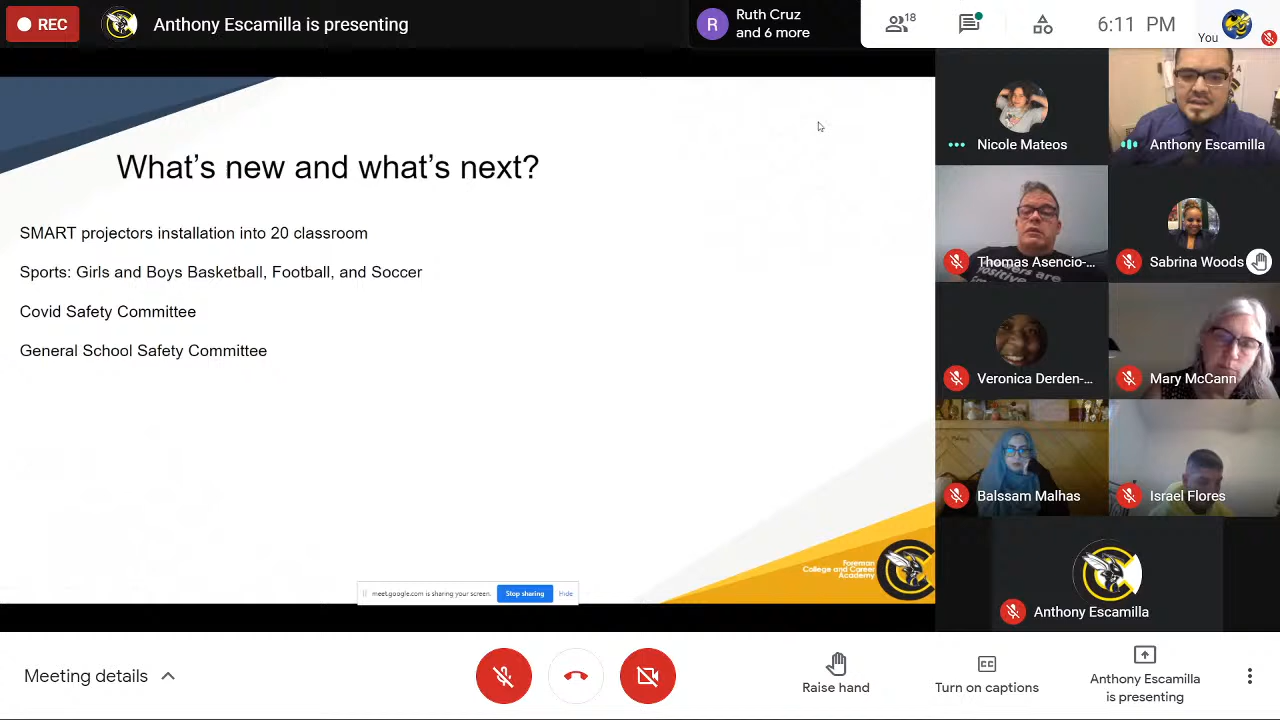 REC
Anthony Escamilla is presenting
R
Ruth Cruz
and 6 more
18
6:11 PM
You
What's new and what's next?
SMART projectors installation into 20 classroom
Sports: Girls and Boys Basketball, Football, and Soccer
Covid Safety Committee
General School Safety Committee
Foreman
College and Career
Academy
meet.google.com is sharing your screen.
Stop sharing
Hide
Nicole Mateos
Anthony Escamilla
Thomas Asencio-...
Sabrina Woods
Veronica Derden-...
Mary McCann
Balssam Malhas
Israel Flores
Anthony Escamilla
Meeting details
Raise hand
CC
Turn on captions
Anthony Escamilla
is presenting